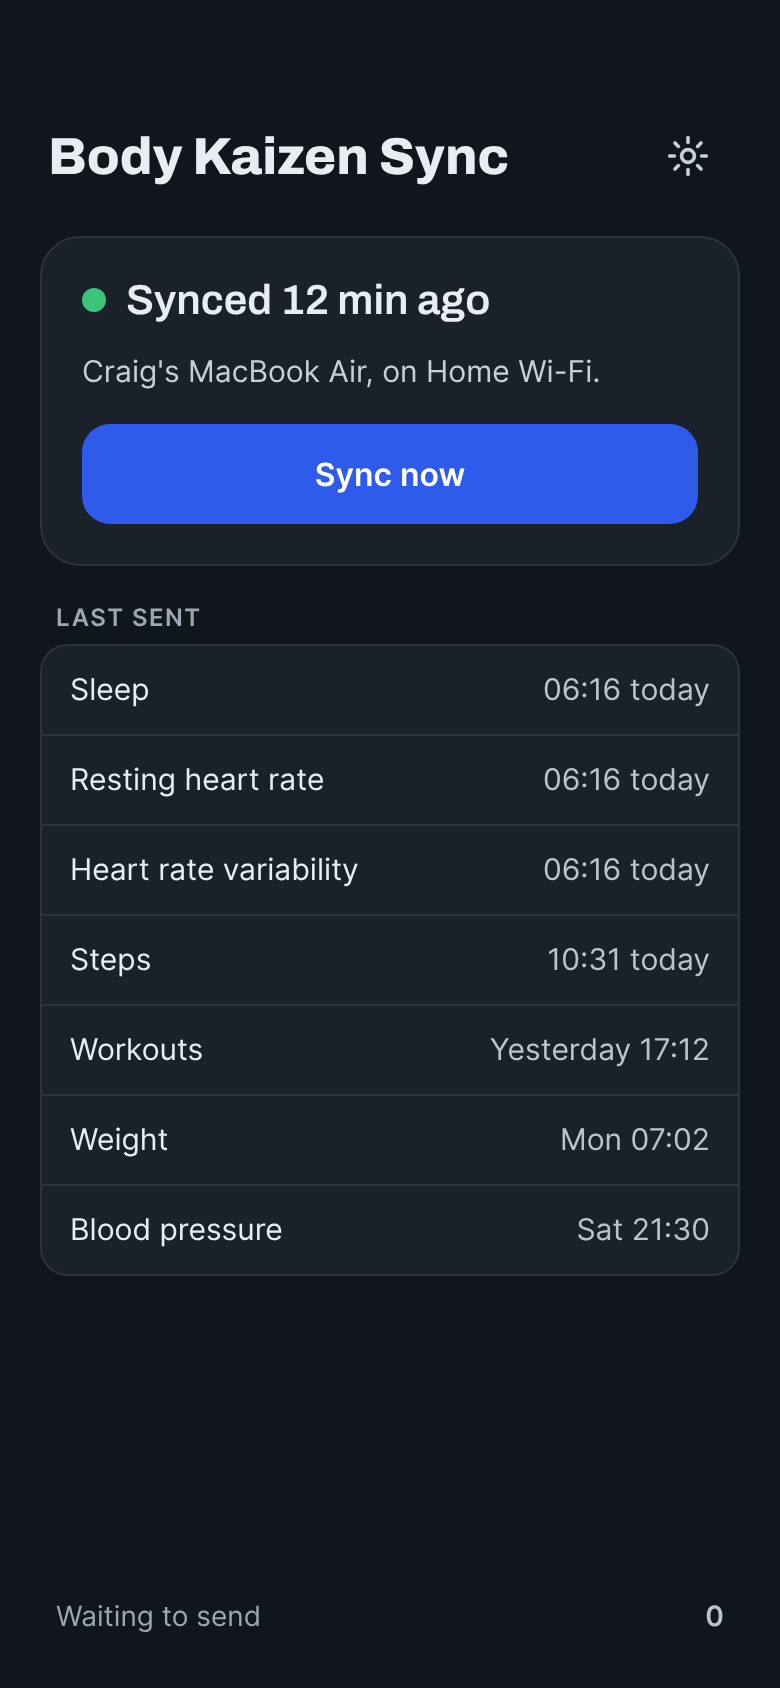 Body Kaizen Sync
Synced 12 min ago
Craig's MacBook Air, on Home Wi-Fi.
Sync now
LAST SENT
Sleep 06:16 today
Resting heart rate 06:16 today
Heart rate variability 06:16 today
Steps 10:31 today
Workouts Yesterday 17:12
Weight Mon 07:02
Blood pressure Sat 21:30
Waiting to send 0